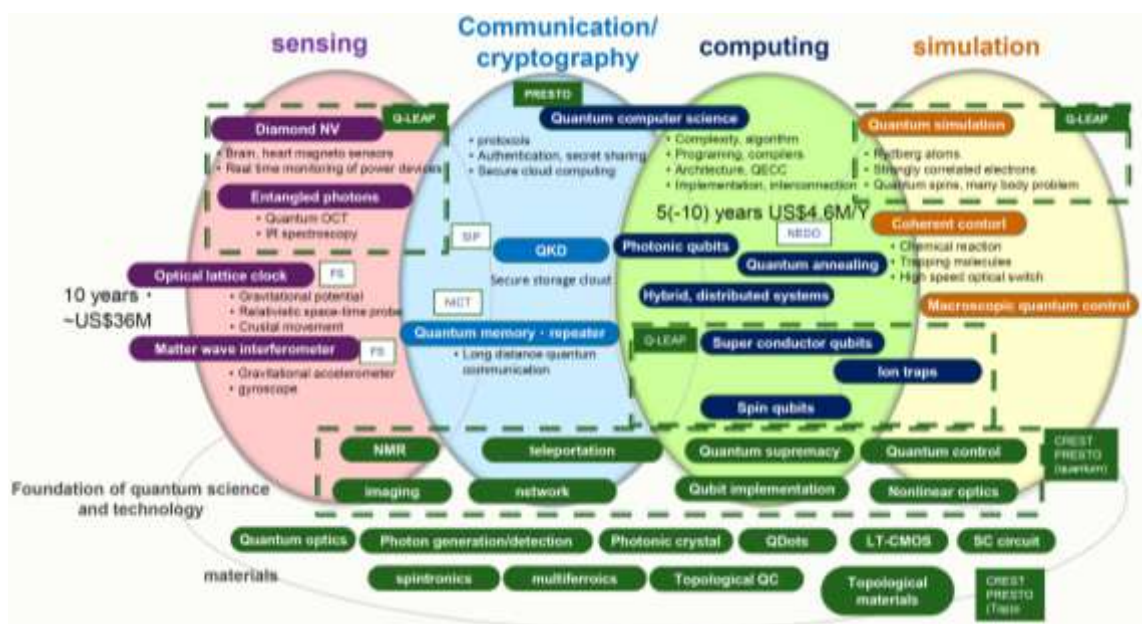 sensing
Communication/
cryptography
computing
simulation
PRESTO
Q-LEAP
Diamond NV
• Brain, heart magneto sensors
• Real time monitoring of power devices
Entangled photons
• Quantum OCT
• IR spectroscopy
Optical lattice clock
FS
• Gravitational potential
• Relativistic space-time probe
• Crustal movement
10 years・
~US$36M
Matter wave interferometer
FS
• Gravitational accelerometer
• gyroscope
Quantum computer science
• protocols
• Authentication, secret sharing
• Secure cloud computing
• Complexity, algorithm
• Programing, compilers
• Architecture, QECC
• Implementation, interconnection
SIP
QKD
Secure storage cloud
NICT
Quantum memory・repeater
• Long distance quantum
communication
5(-10) years US$4.6M/Y
NEDO
Photonic qubits
Quantum annealing
Hybrid, distributed systems
Q-LEAP
Super conductor qubits
Ion traps
Spin qubits
Quantum simulation
Q-LEAP
• Rydberg atoms
• Strongly correlated electrons
• Quantum spins, many body problem
Coherent contorl
• Chemical reaction
• Trapping molecules
• High speed optical switch
Macroscopic quantum control
NMR
teleportation
Quantum supremacy
Quantum control
CREST
PRESTO
(quantum)
Foundation of quantum science
and technology
imaging
network
Qubit implementation
Nonlinear optics
Quantum optics
Photon generation/detection
Photonic crystal
QDots
LT-CMOS
SC circuit
materials
spintronics
multiferroics
Topological QC
Topological
materials
CREST
PRESTO